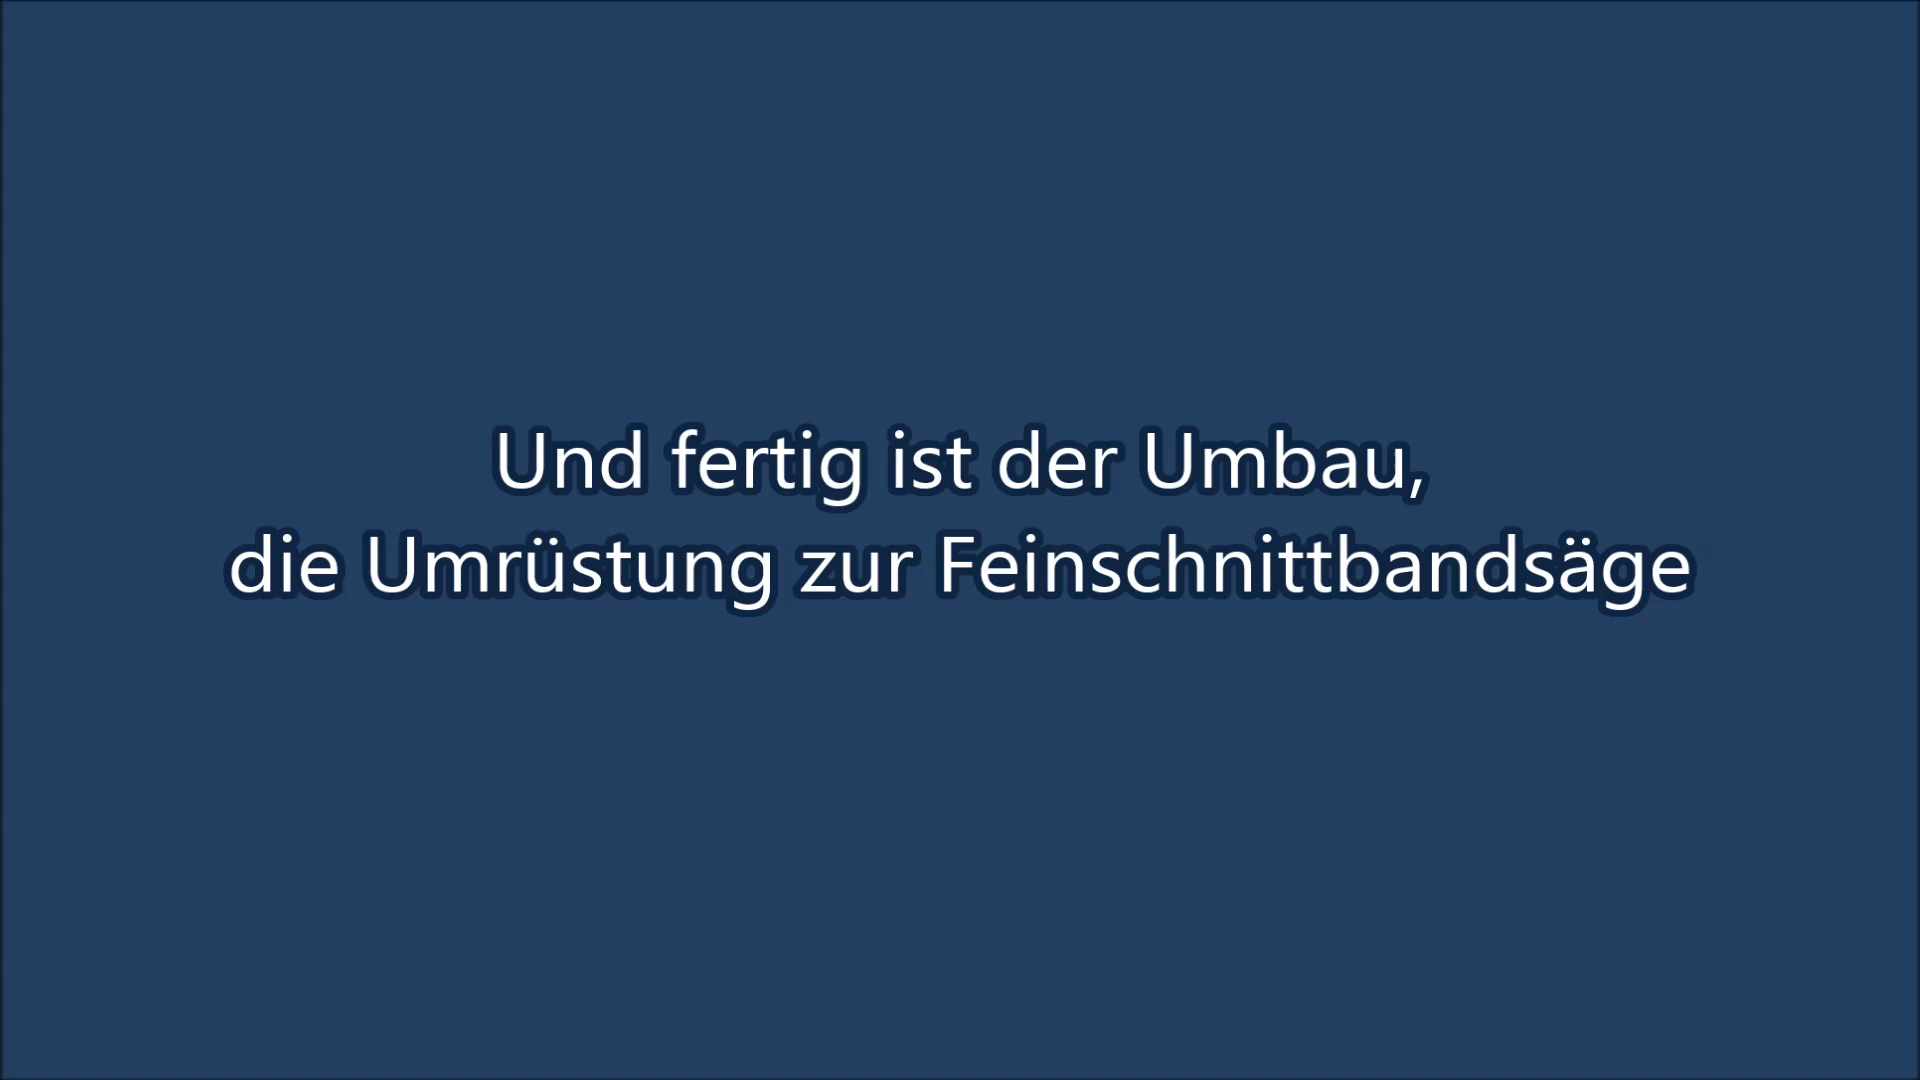 Und fertig ist der Umbau,
die Umrüstung zur Feinschnittbandsäge